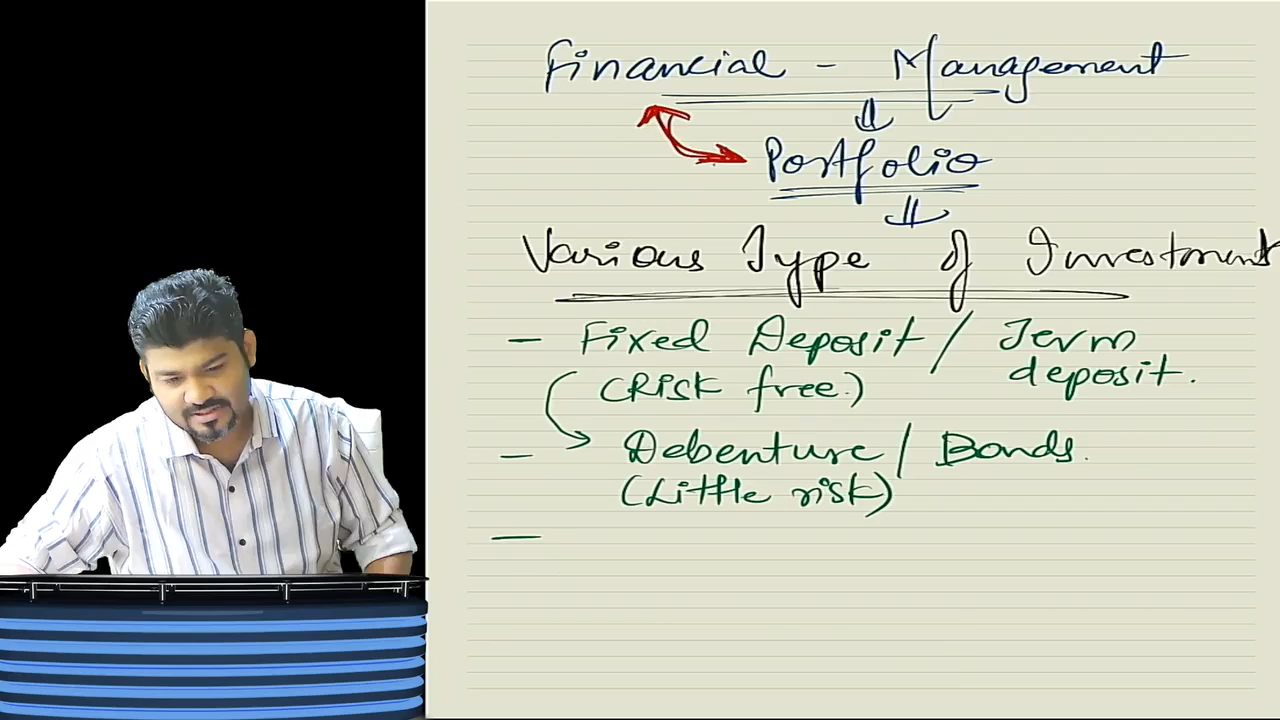 Financial - Management
Portfolio
Various Type of Investment
- Fixed Deposit / Term deposit.
(Risk free.)
- Debenture / Bonds.
(Little risk)
-